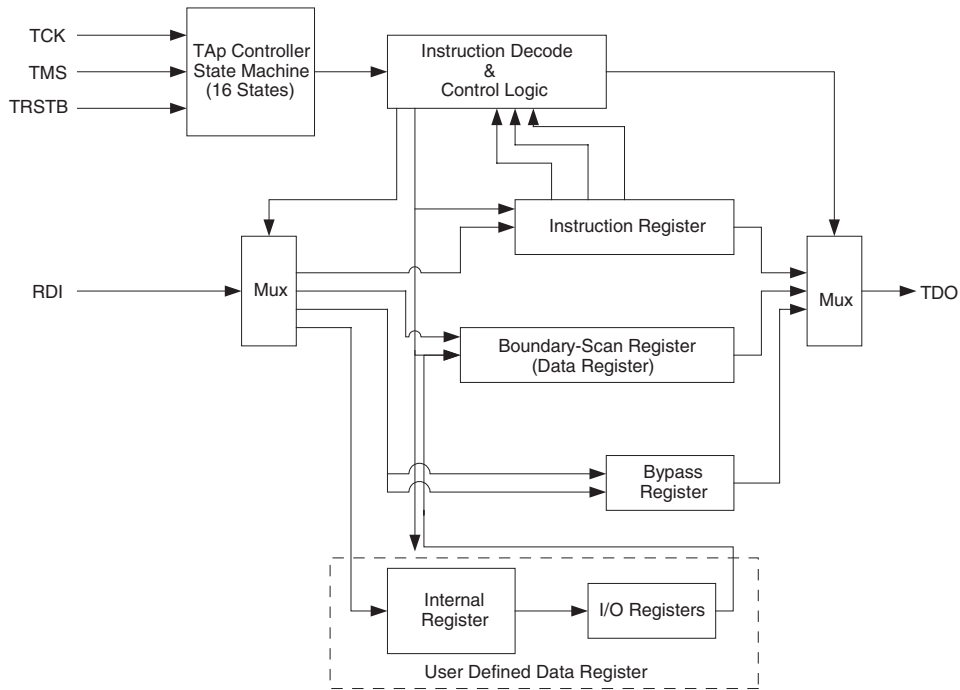 TCK
TMS
TRSTB
TAp Controller
State Machine
(16 States)
Instruction Decode
&
Control Logic
Instruction Register
RDI
Mux
Mux
TDO
Boundary-Scan Register
(Data Register)
Bypass
Register
Internal
Register
I/O Registers
User Defined Data Register